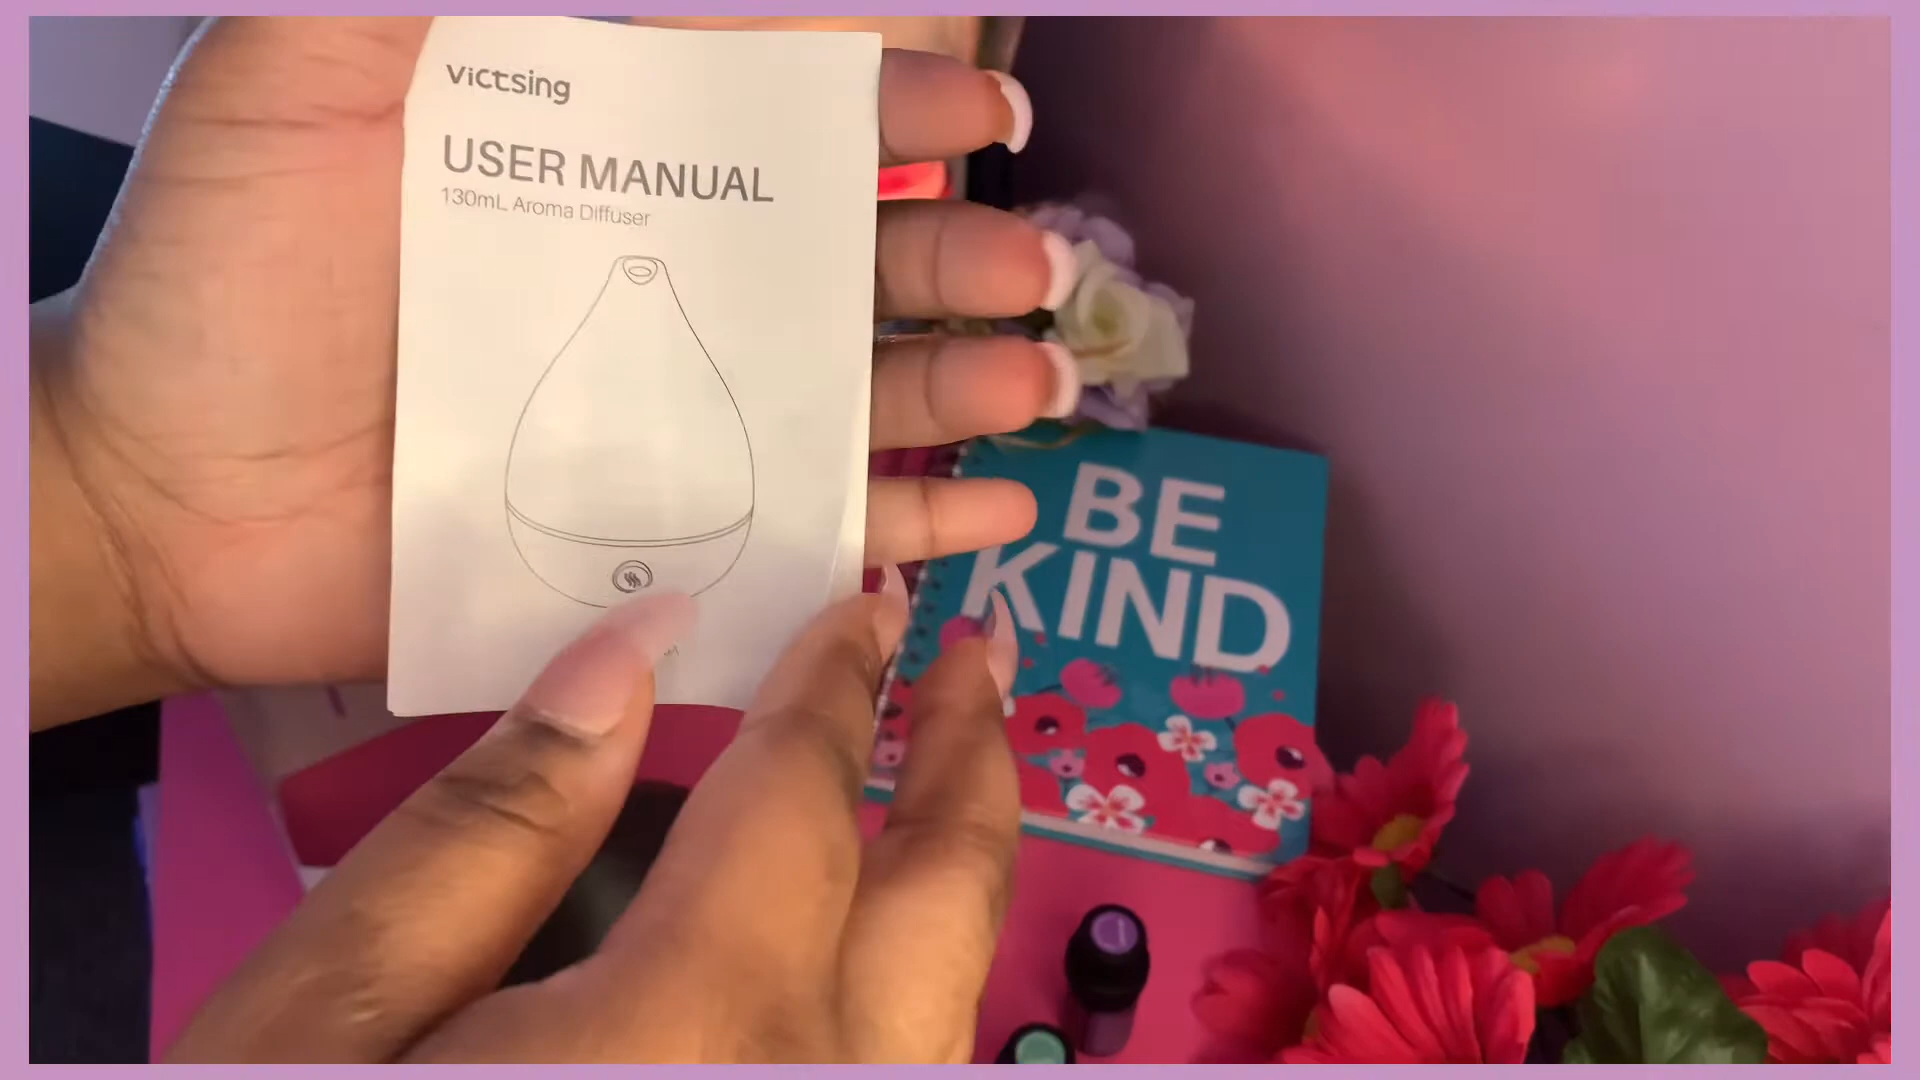 victsing
USER MANUAL
130mL Aroma Diffuser
BE
KIND